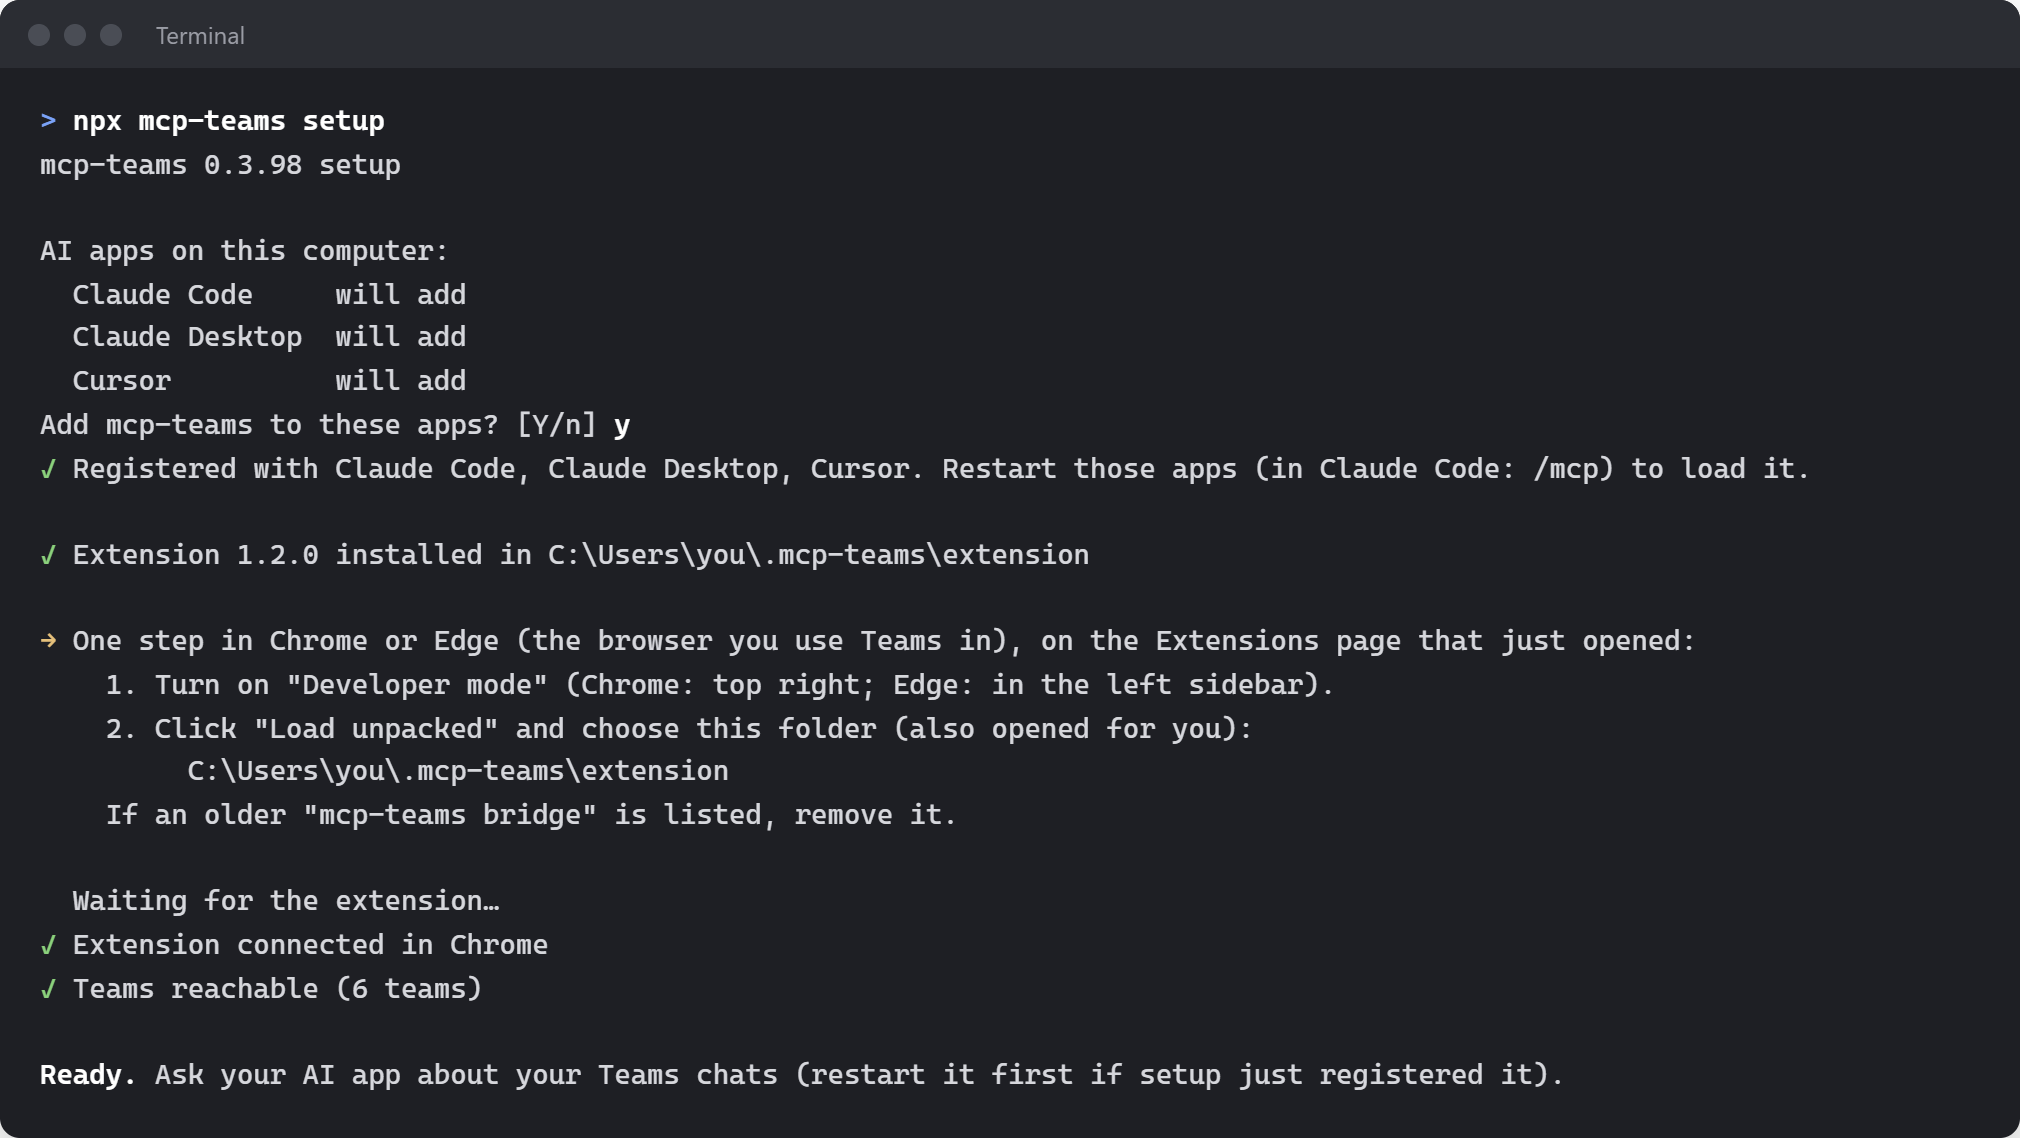 Terminal
> npx mcp-teams setup
mcp-teams 0.3.98 setup
AI apps on this computer:
Claude Code     will add
Claude Desktop  will add
Cursor          will add
Add mcp-teams to these apps? [Y/n] y
√ Registered with Claude Code, Claude Desktop, Cursor. Restart those apps (in Claude Code: /mcp) to load it.
√ Extension 1.2.0 installed in C:\Users\you\.mcp-teams\extension
→ One step in Chrome or Edge (the browser you use Teams in), on the Extensions page that just opened:
1. Turn on "Developer mode" (Chrome: top right; Edge: in the left sidebar).
2. Click "Load unpacked" and choose this folder (also opened for you):
C:\Users\you\.mcp-teams\extension
If an older "mcp-teams bridge" is listed, remove it.
Waiting for the extension…
√ Extension connected in Chrome
√ Teams reachable (6 teams)
Ready. Ask your AI app about your Teams chats (restart it first if setup just registered it).